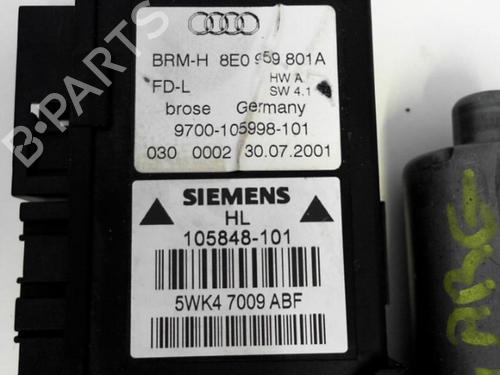 BRM-H 8E0 959 801A
FD-L HW A
SW 4.1
brose Germany
9700-105998-101
030 0002 30.07.2001
SIEMENS
HL
105848-101
5WK4 7009 ABF
B-PARTS